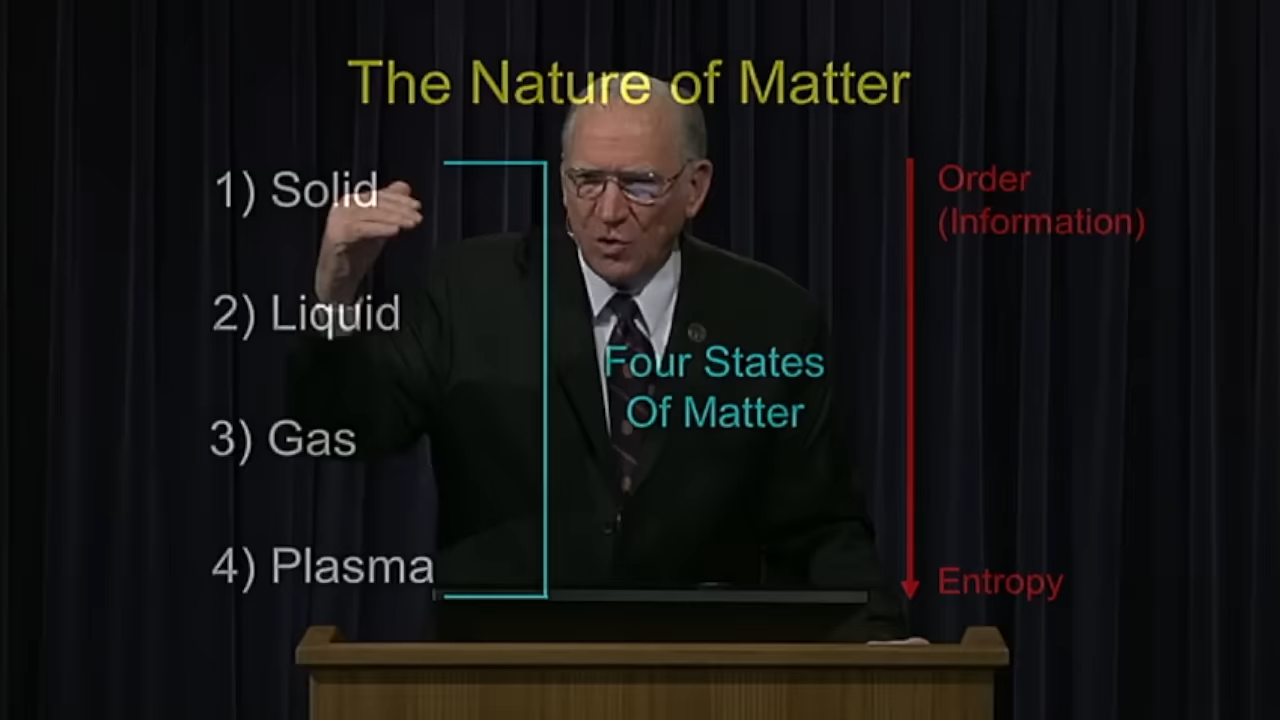 The Nature of Matter
1) Solid
2) Liquid
3) Gas
4) Plasma
Four States
Of Matter
Order
(Information)
Entropy